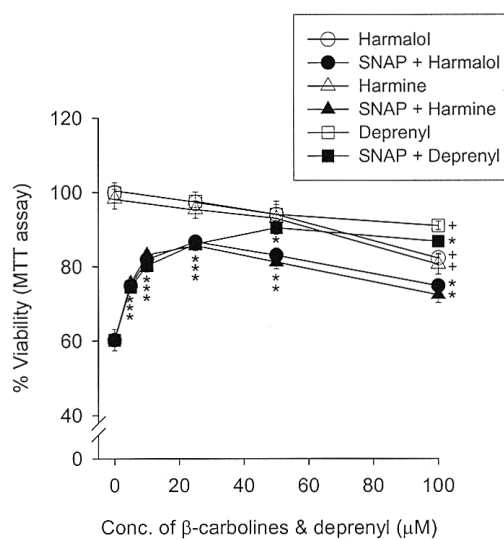 Harmalol
SNAP + Harmalol
Harmine
SNAP + Harmine
Deprenyl
SNAP + Deprenyl
120
100
80
60
40
0
% Viability (MTT assay)
+
*
+
+
*
*
*
* *
* *
* * * *
* * *
* *
*
0 20 40 60 80 100
Conc. of β-carbolines & deprenyl (μM)